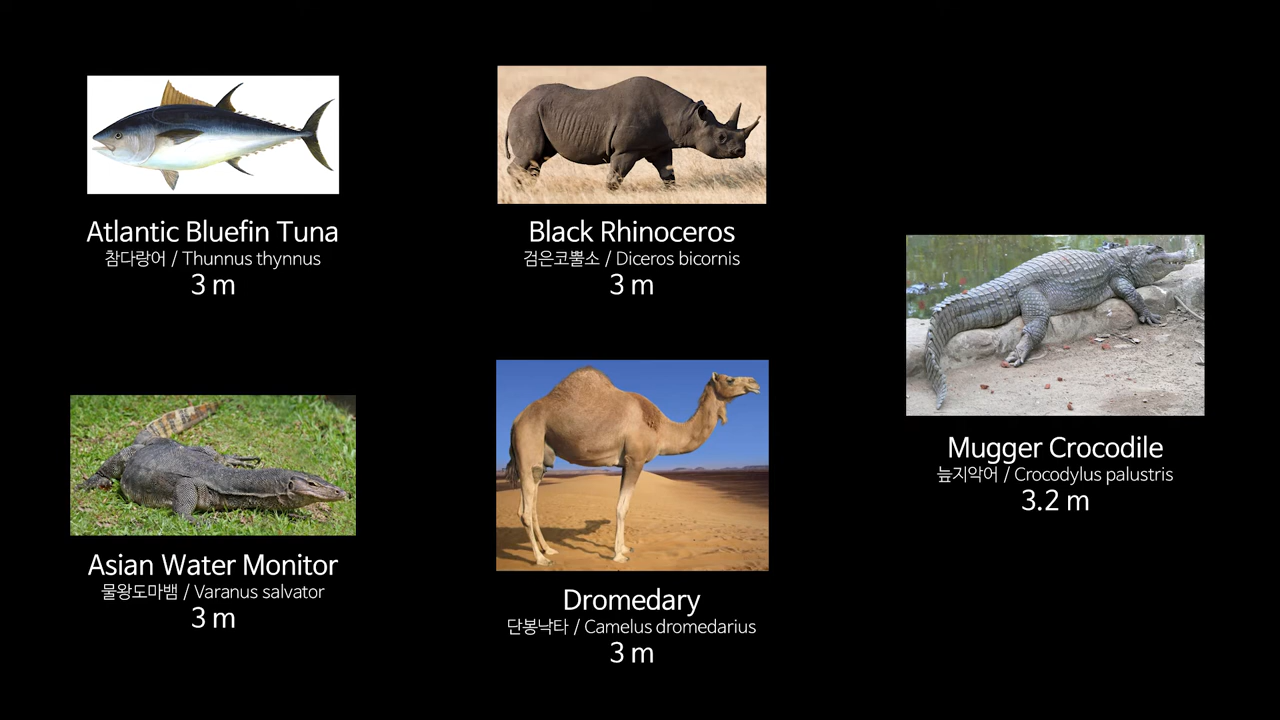 Atlantic Bluefin Tuna
참다랑어 / Thunnus thynnus
3 m
Asian Water Monitor
물왕도마뱀 / Varanus salvator
3 m
Black Rhinoceros
검은코뿔소 / Diceros bicornis
3 m
Dromedary
단봉낙타 / Camelus dromedarius
3 m
Mugger Crocodile
늪지악어 / Crocodylus palustris
3.2 m